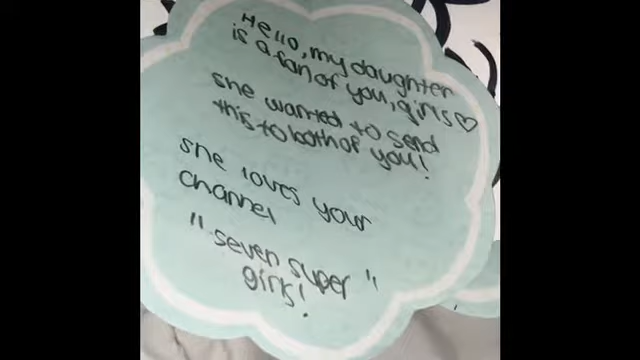 Hello, my daughter
is a fan of you, girls♡
she wanted to send
this to both of you!
she loves your
channel
"seven super"
girls!